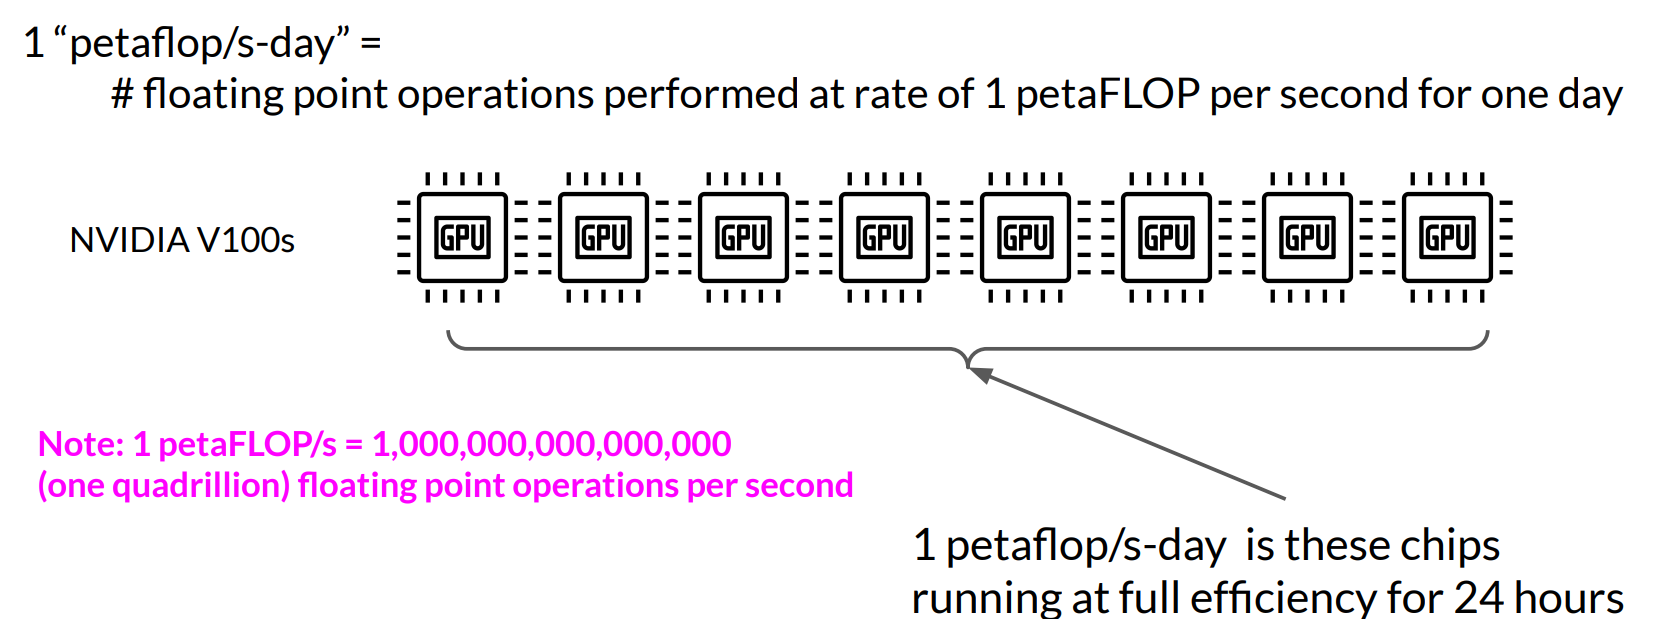 1 “petaflop/s-day” =
# floating point operations performed at rate of 1 petaFLOP per second for one day
NVIDIA V100s
GPU GPU GPU GPU GPU GPU GPU GPU
Note: 1 petaFLOP/s = 1,000,000,000,000,000
(one quadrillion) floating point operations per second
1 petaflop/s-day is these chips
running at full efficiency for 24 hours